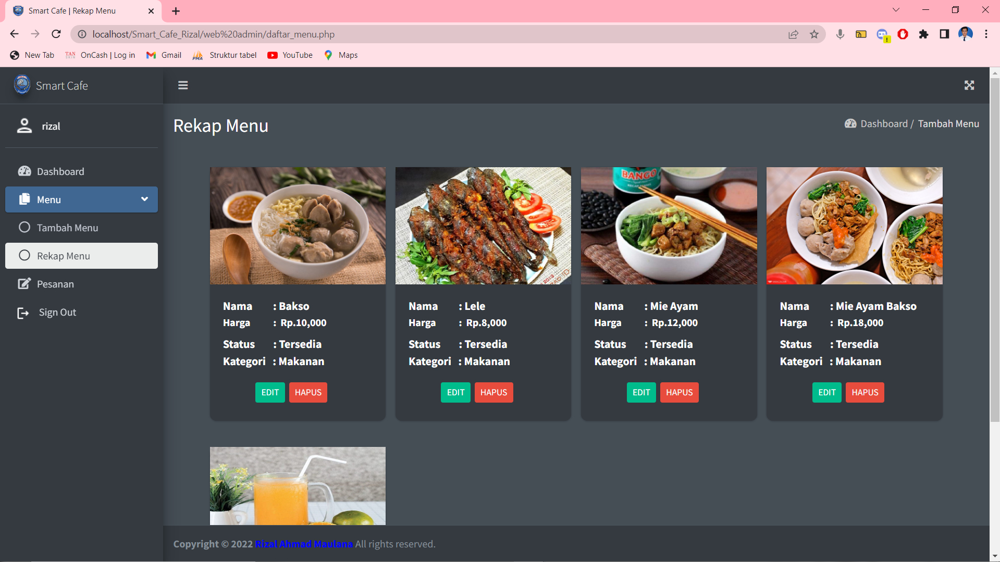 Smart Cafe | Rekap Menu
localhost/Smart_Cafe_Rizal/web%20admin/daftar_menu.php
New Tab
TAN SKIN OnCash | Log in
Gmail
PMA Struktur tabel
YouTube
Maps
Smart Cafe
rizal
Dashboard
Menu
Tambah Menu
Rekap Menu
Pesanan
Sign Out
Rekap Menu
Dashboard / Tambah Menu
BANGO
Nama : Bakso
Harga : Rp.10,000
Status : Tersedia
Kategori : Makanan
EDIT HAPUS
Nama : Lele
Harga : Rp.8,000
Status : Tersedia
Kategori : Makanan
EDIT HAPUS
Nama : Mie Ayam
Harga : Rp.12,000
Status : Tersedia
Kategori : Makanan
EDIT HAPUS
Nama : Mie Ayam Bakso
Harga : Rp.18,000
Status : Tersedia
Kategori : Makanan
EDIT HAPUS
Copyright © 2022 Rizal Ahmad Maulana All rights reserved.